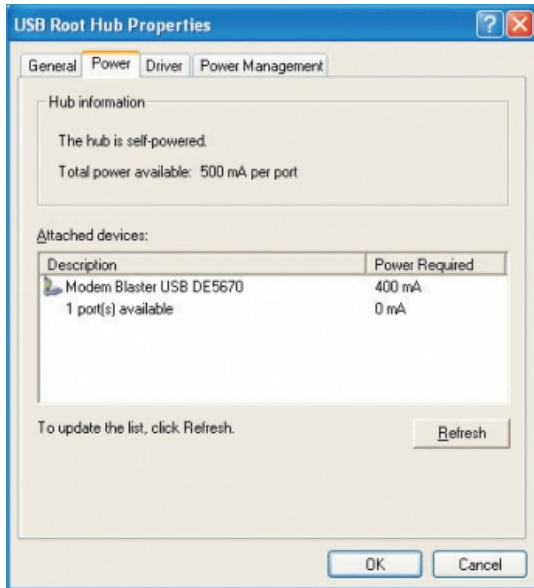 USB Root Hub Properties
General Power Driver Power Management
Hub information
The hub is self-powered.
Total power available: 500 mA per port
Attached devices:
Description Power Required
Modem Blaster USB DE5670 400 mA
1 port(s) available 0 mA
To update the list, click Refresh.
Refresh
OK Cancel